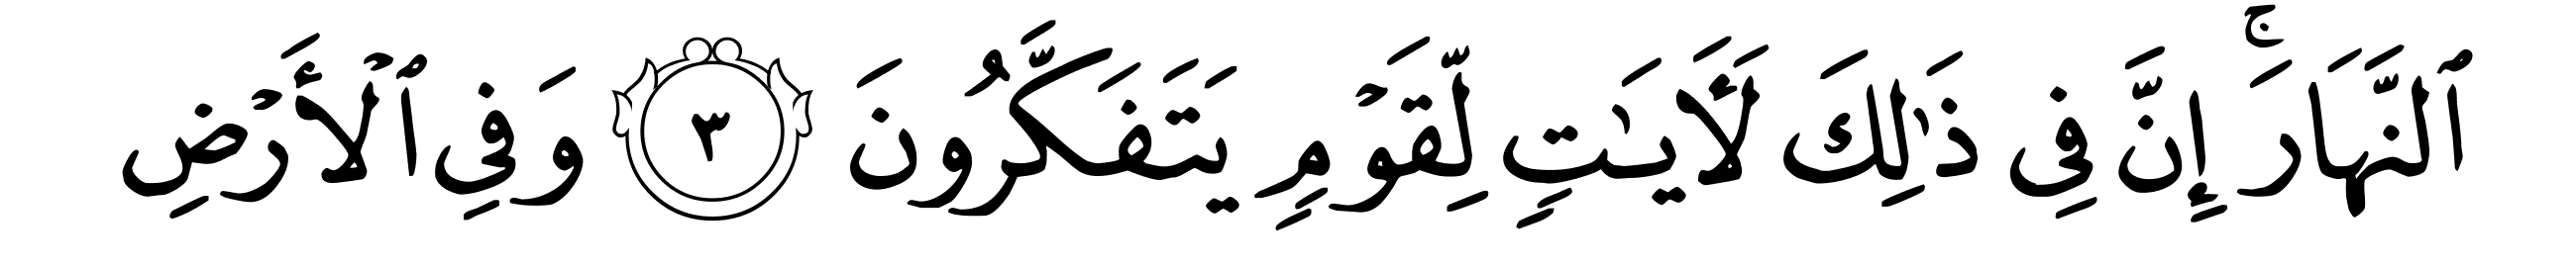 ٱلنَّهَارَۚ إِنَّ فِي ذَٰلِكَ لَأٓيَٰتٍ لِّقَوۡمٍ يَتَفَكَّرُونَ ٣ وَفِي ٱلۡأَرۡضِ